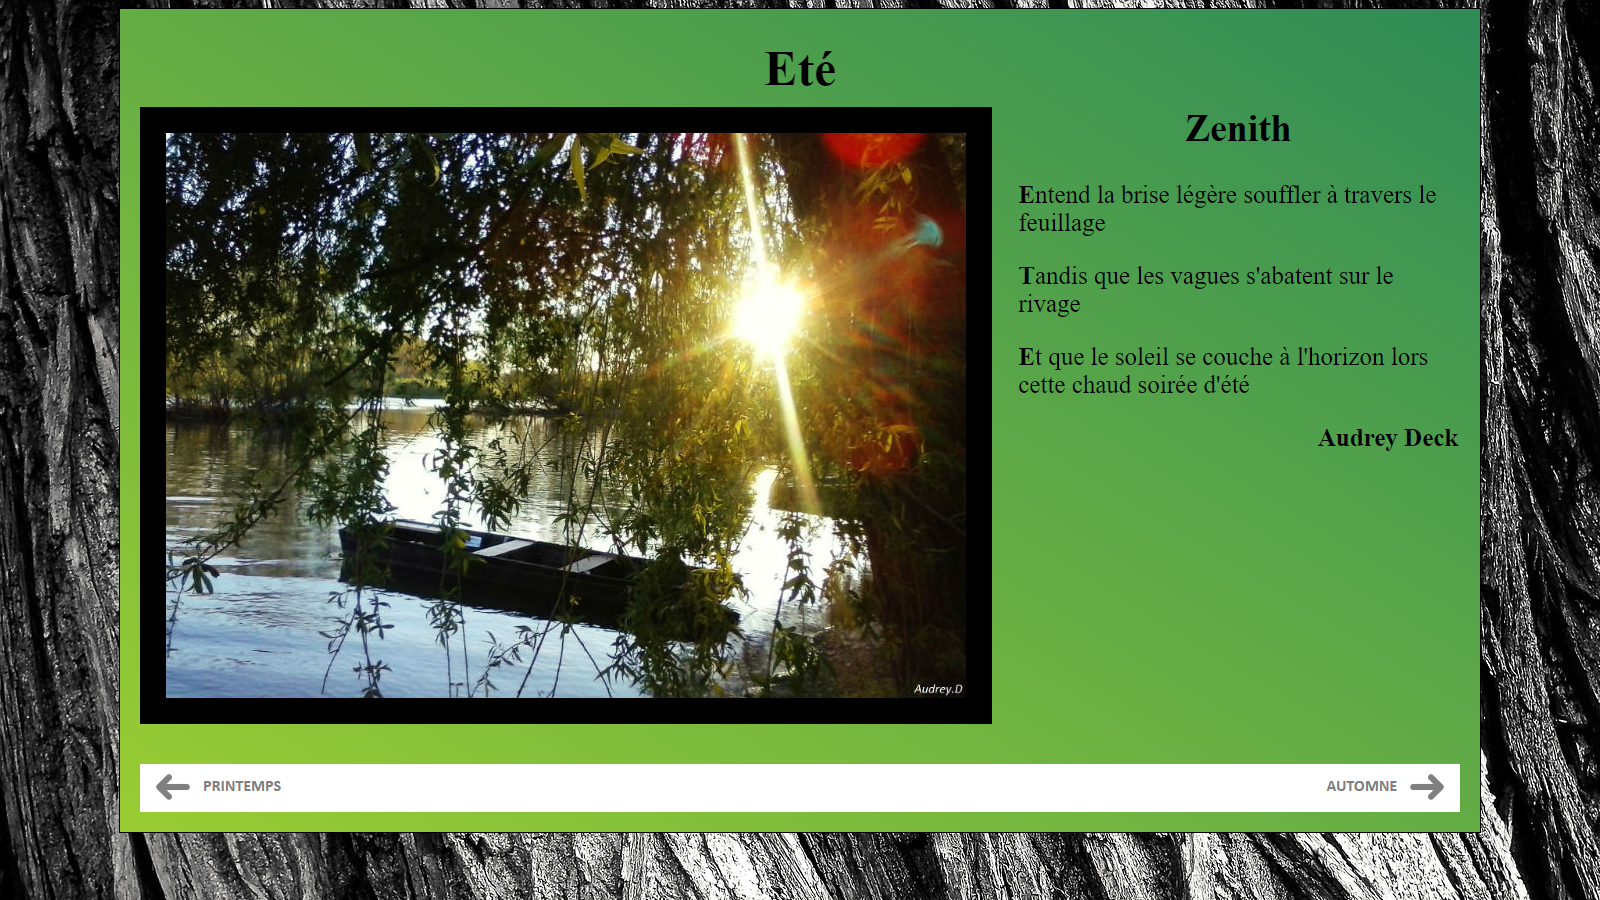 Eté
Zenith
Entend la brise légère souffler à travers le
feuillage
Tandis que les vagues s'abatent sur le
rivage
Et que le soleil se couche à l'horizon lors
cette chaud soirée d'été
Audrey Deck
Audrey.D
PRINTEMPS
AUTOMNE